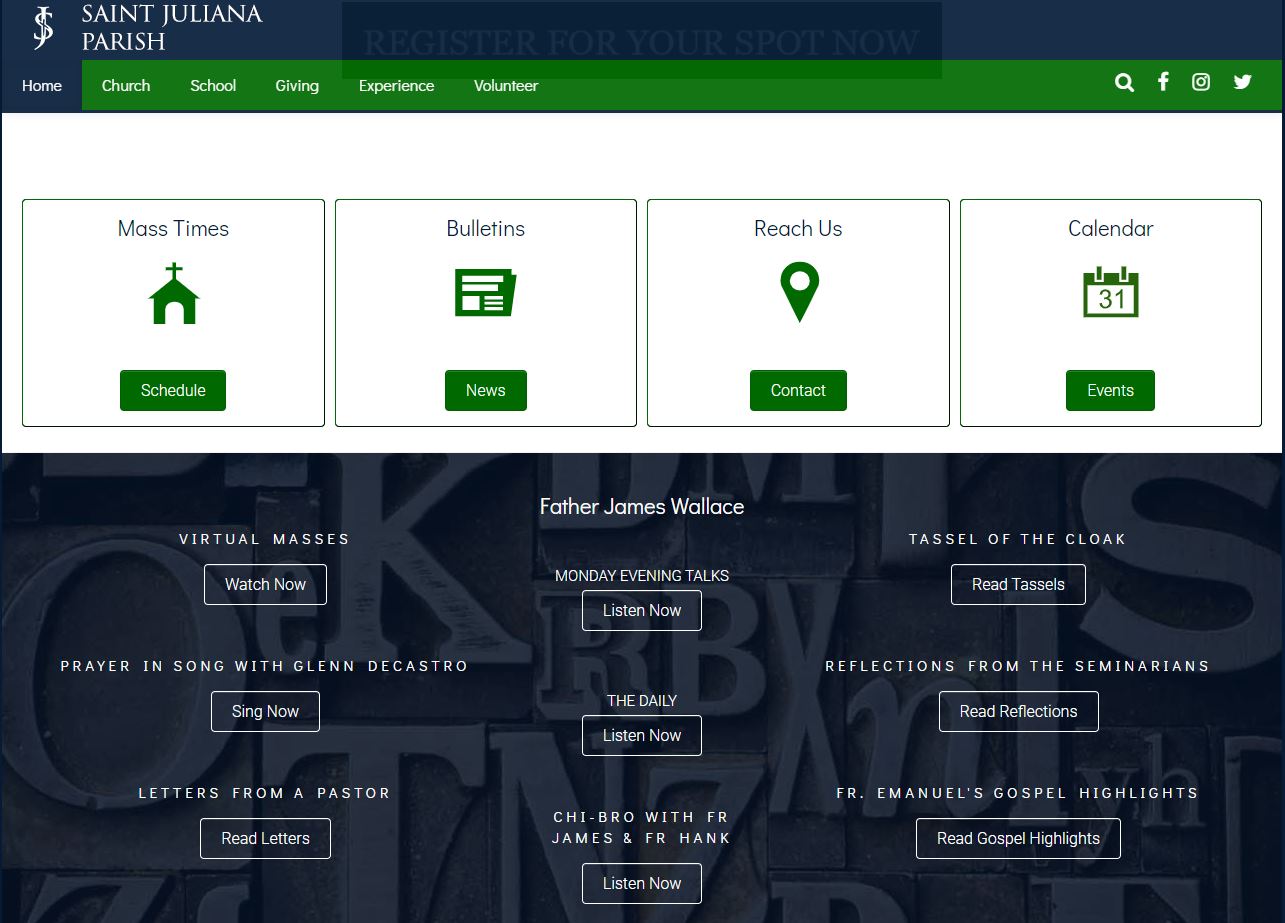 SAINT JULIANA
PARISH
REGISTER FOR YOUR SPOT NOW
Home Church School Giving Experience Volunteer
Mass Times Bulletins Reach Us Calendar
31
Schedule News Contact Events
Father James Wallace
VIRTUAL MASSES
Watch Now
PRAYER IN SONG WITH GLENN DECASTRO
Sing Now
LETTERS FROM A PASTOR
Read Letters
MONDAY EVENING TALKS
Listen Now
THE DAILY
Listen Now
CHI-BRO WITH FR
JAMES & FR HANK
Listen Now
TASSEL OF THE CLOAK
Read Tassels
REFLECTIONS FROM THE SEMINARIANS
Read Reflections
FR. EMANUEL'S GOSPEL HIGHLIGHTS
Read Gospel Highlights